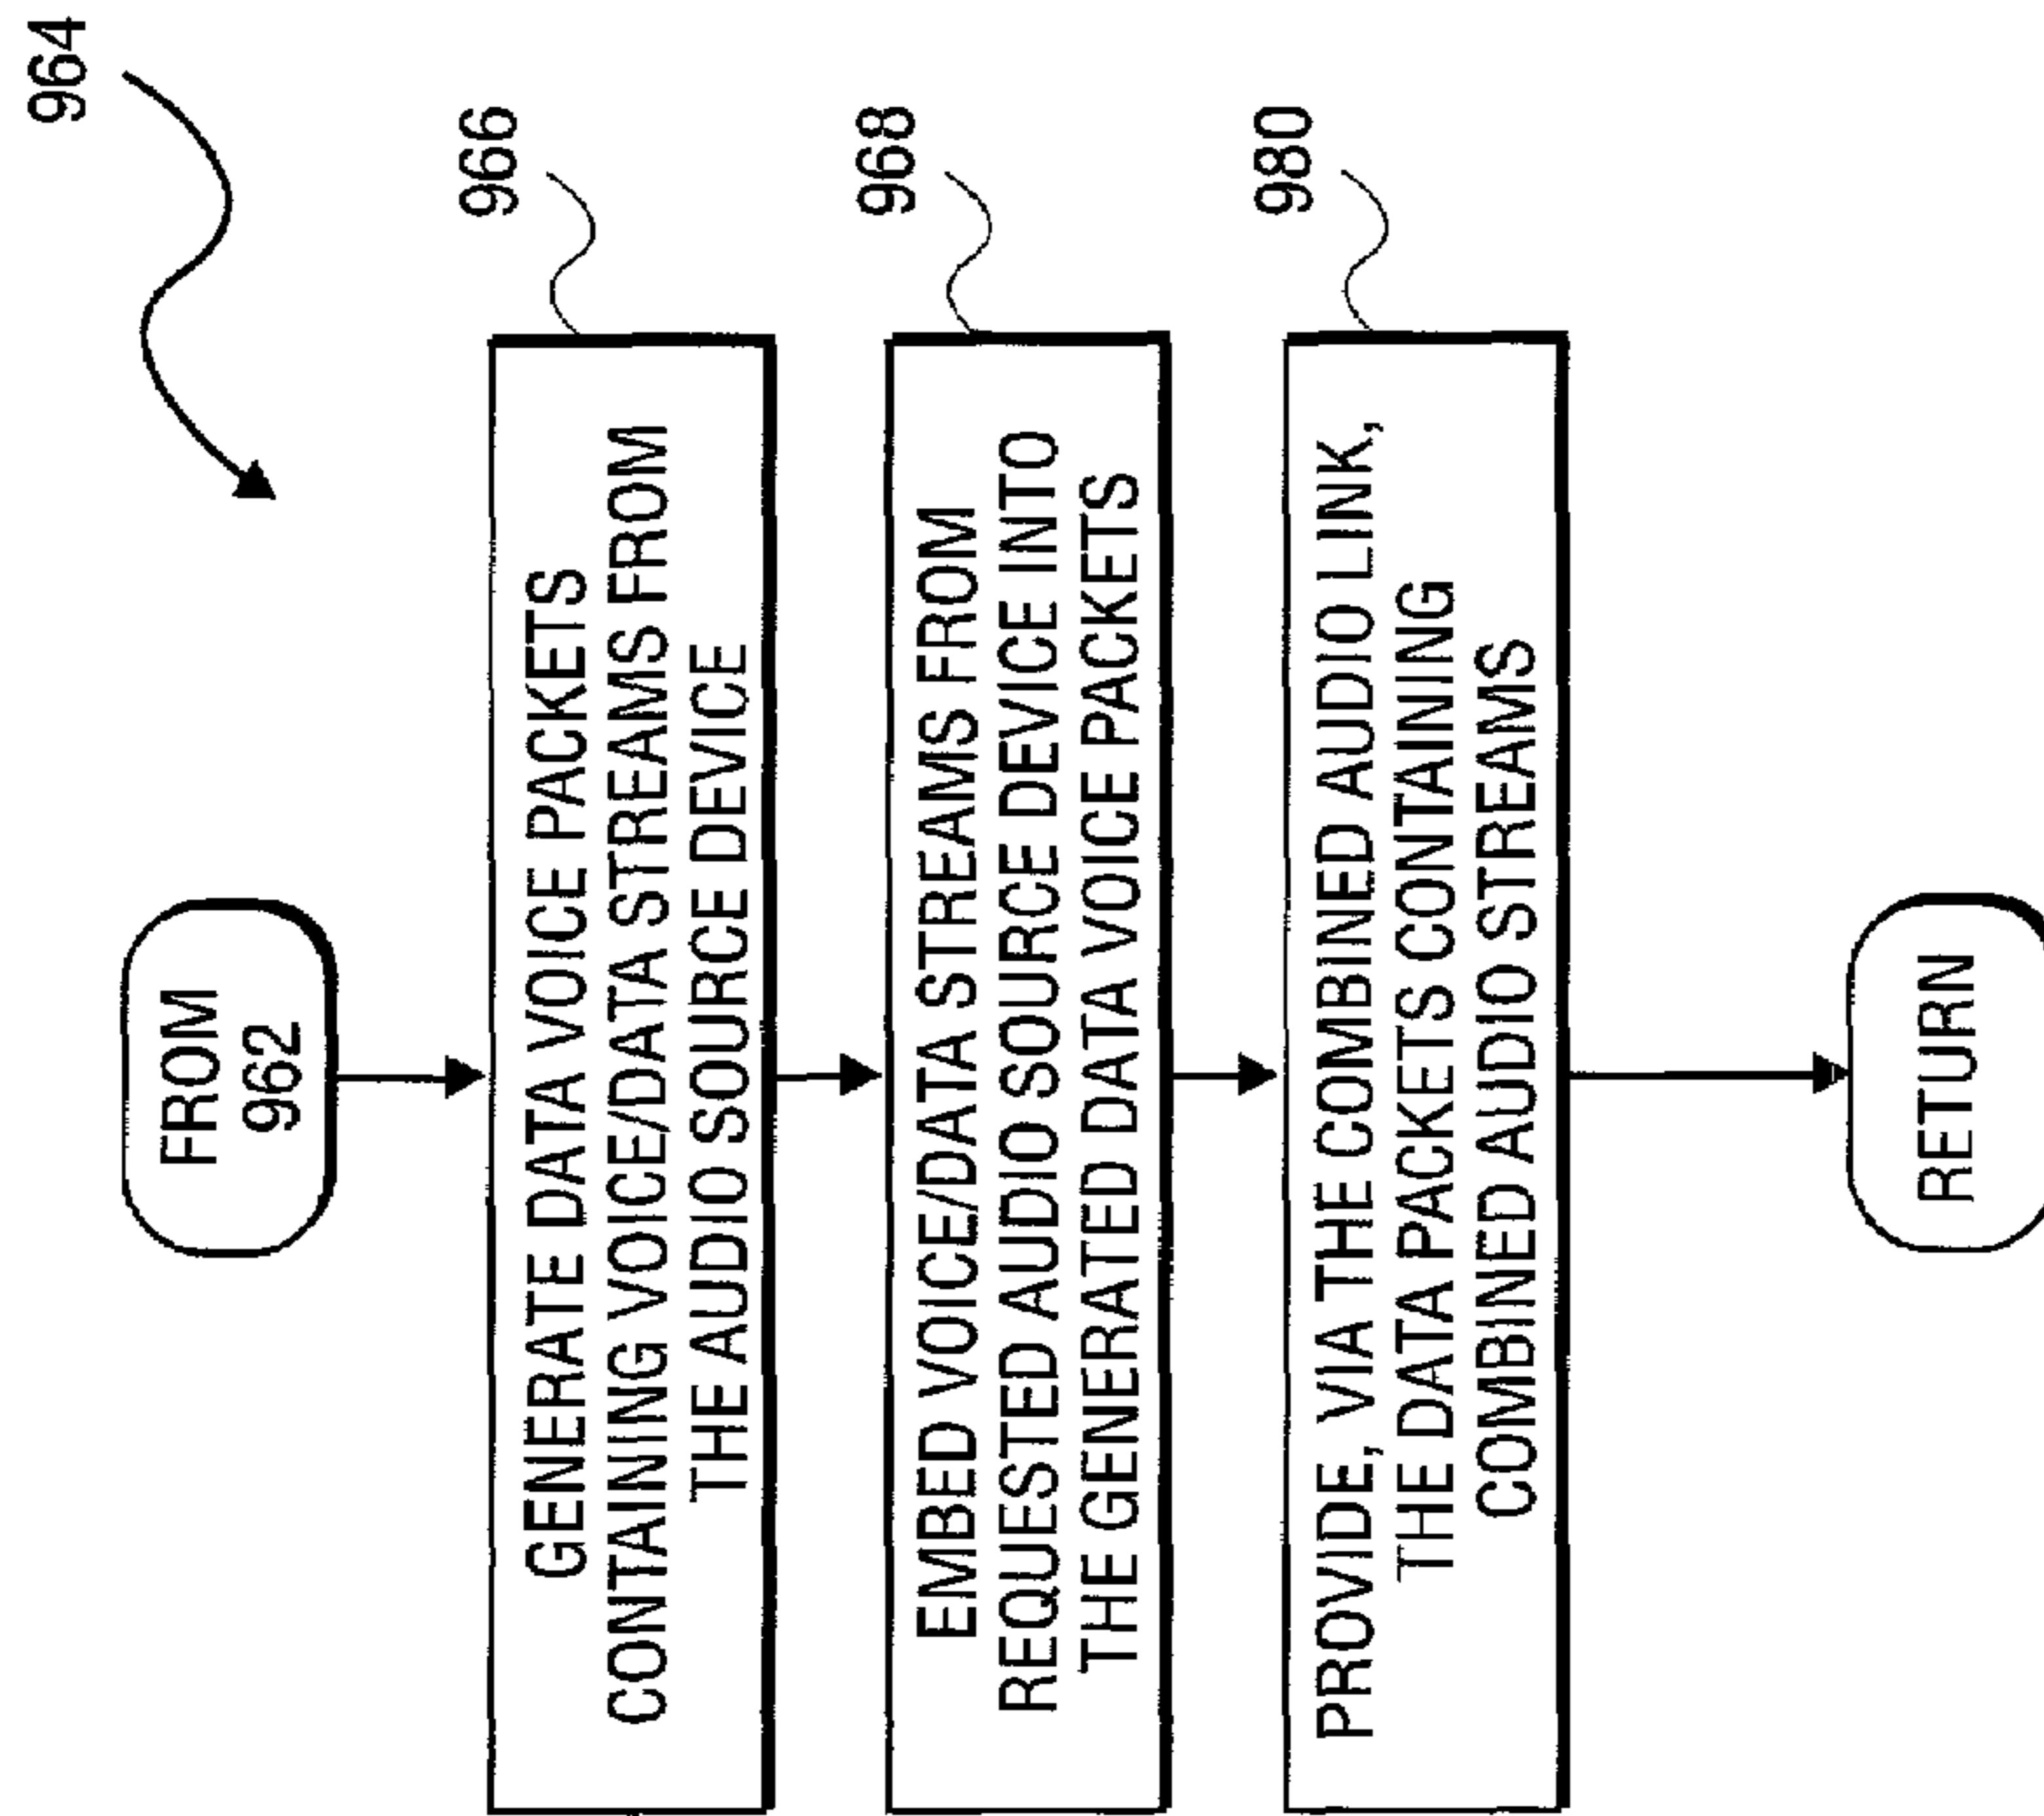 964
FROM
962
966
GENERATE DATA VOICE PACKETS
CONTAINING VOICE/DATA STREAMS FROM
THE AUDIO SOURCE DEVICE
968
EMBED VOICE/DATA STREAMS FROM
REQUESTED AUDIO SOURCE DEVICE INTO
THE GENERATED DATA VOICE PACKETS
980
PROVIDE, VIA THE COMBINED AUDIO LINK,
THE DATA PACKETS CONTAINING
COMBINED AUDIO STREAMS
RETURN